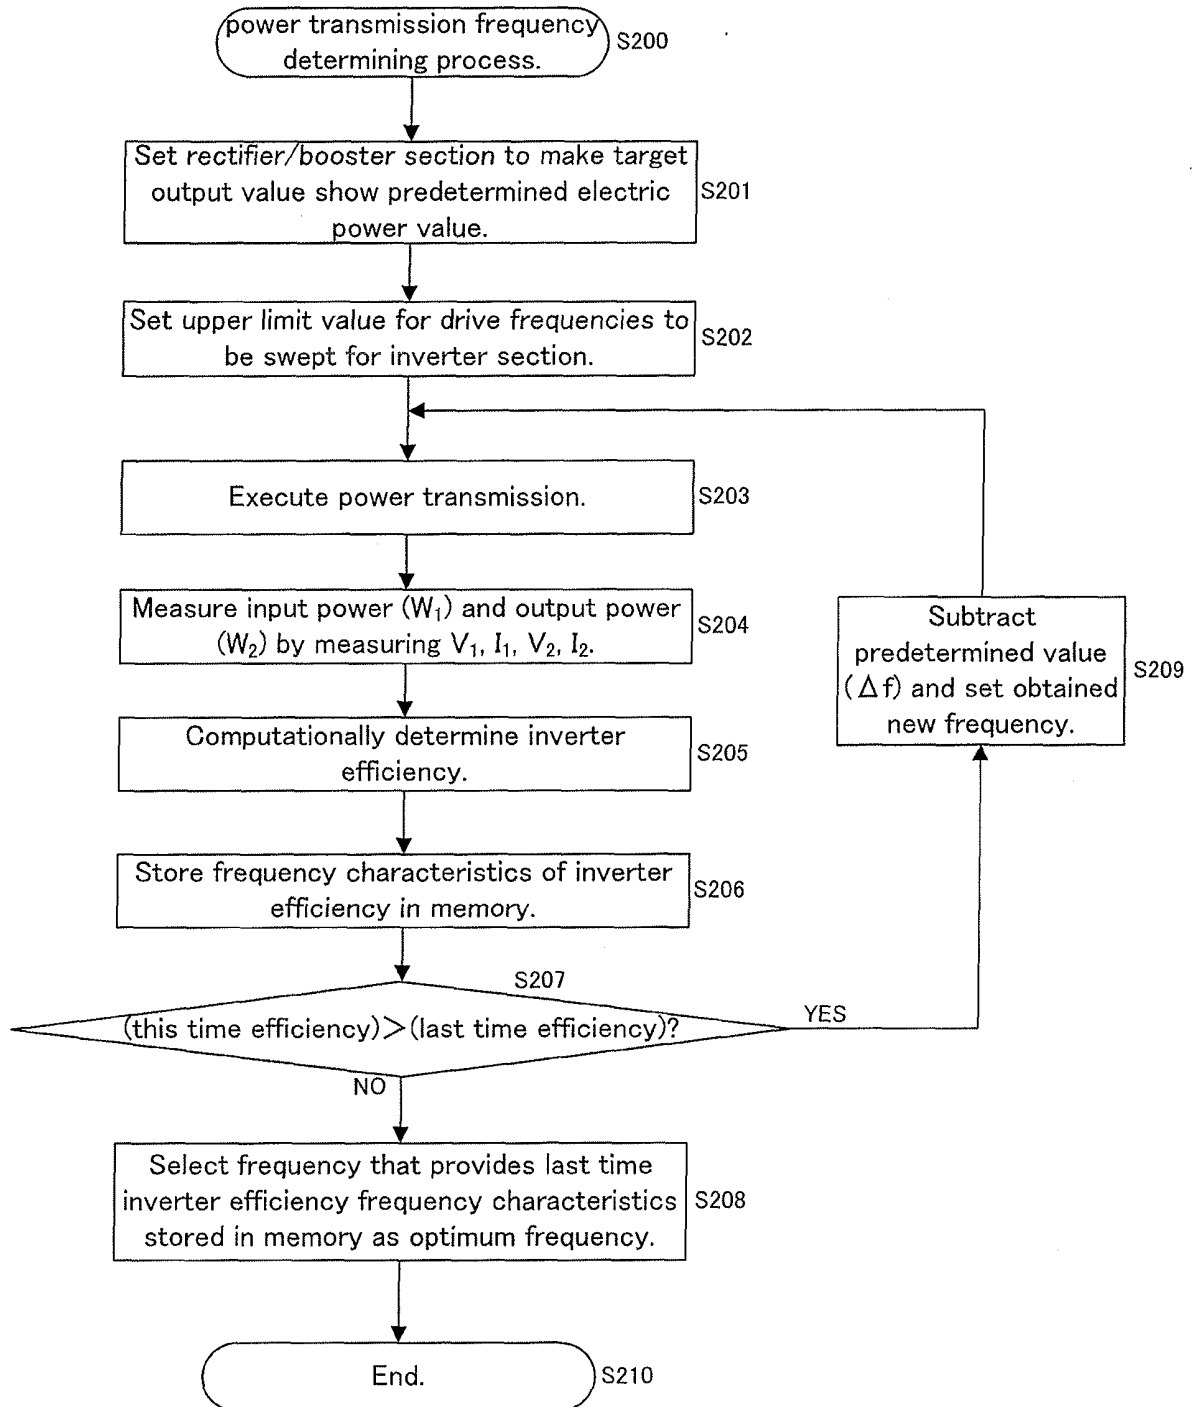 power transmission frequency
determining process.
S200
Set rectifier/booster section to make target
output value show predetermined electric
power value.
S201
Set upper limit value for drive frequencies to
be swept for inverter section.
S202
Execute power transmission.
S203
Measure input power (W₁) and output power
(W₂) by measuring V₁, I₁, V₂, I₂.
S204
Subtract
predetermined value
(Δf) and set obtained
new frequency.
S209
Computationally determine inverter
efficiency.
S205
Store frequency characteristics of inverter
efficiency in memory.
S206
S207
(this time efficiency)>(last time efficiency)?
YES
NO
Select frequency that provides last time
inverter efficiency frequency characteristics
stored in memory as optimum frequency.
S208
End.
S210